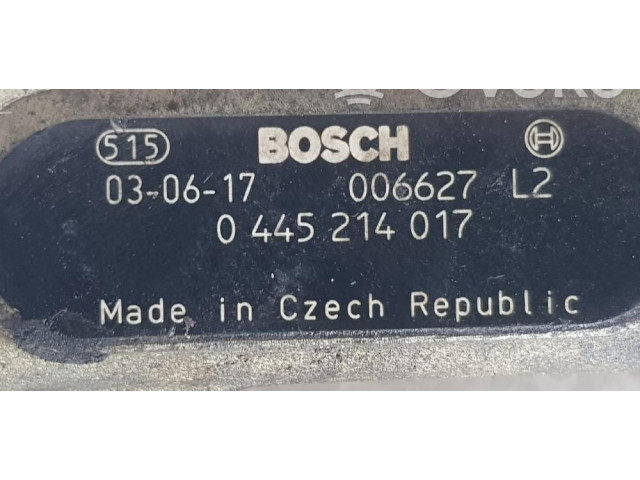 515 BOSCH
03-06-17 006627 L2
0 445 214 017
Made in Czech Republic